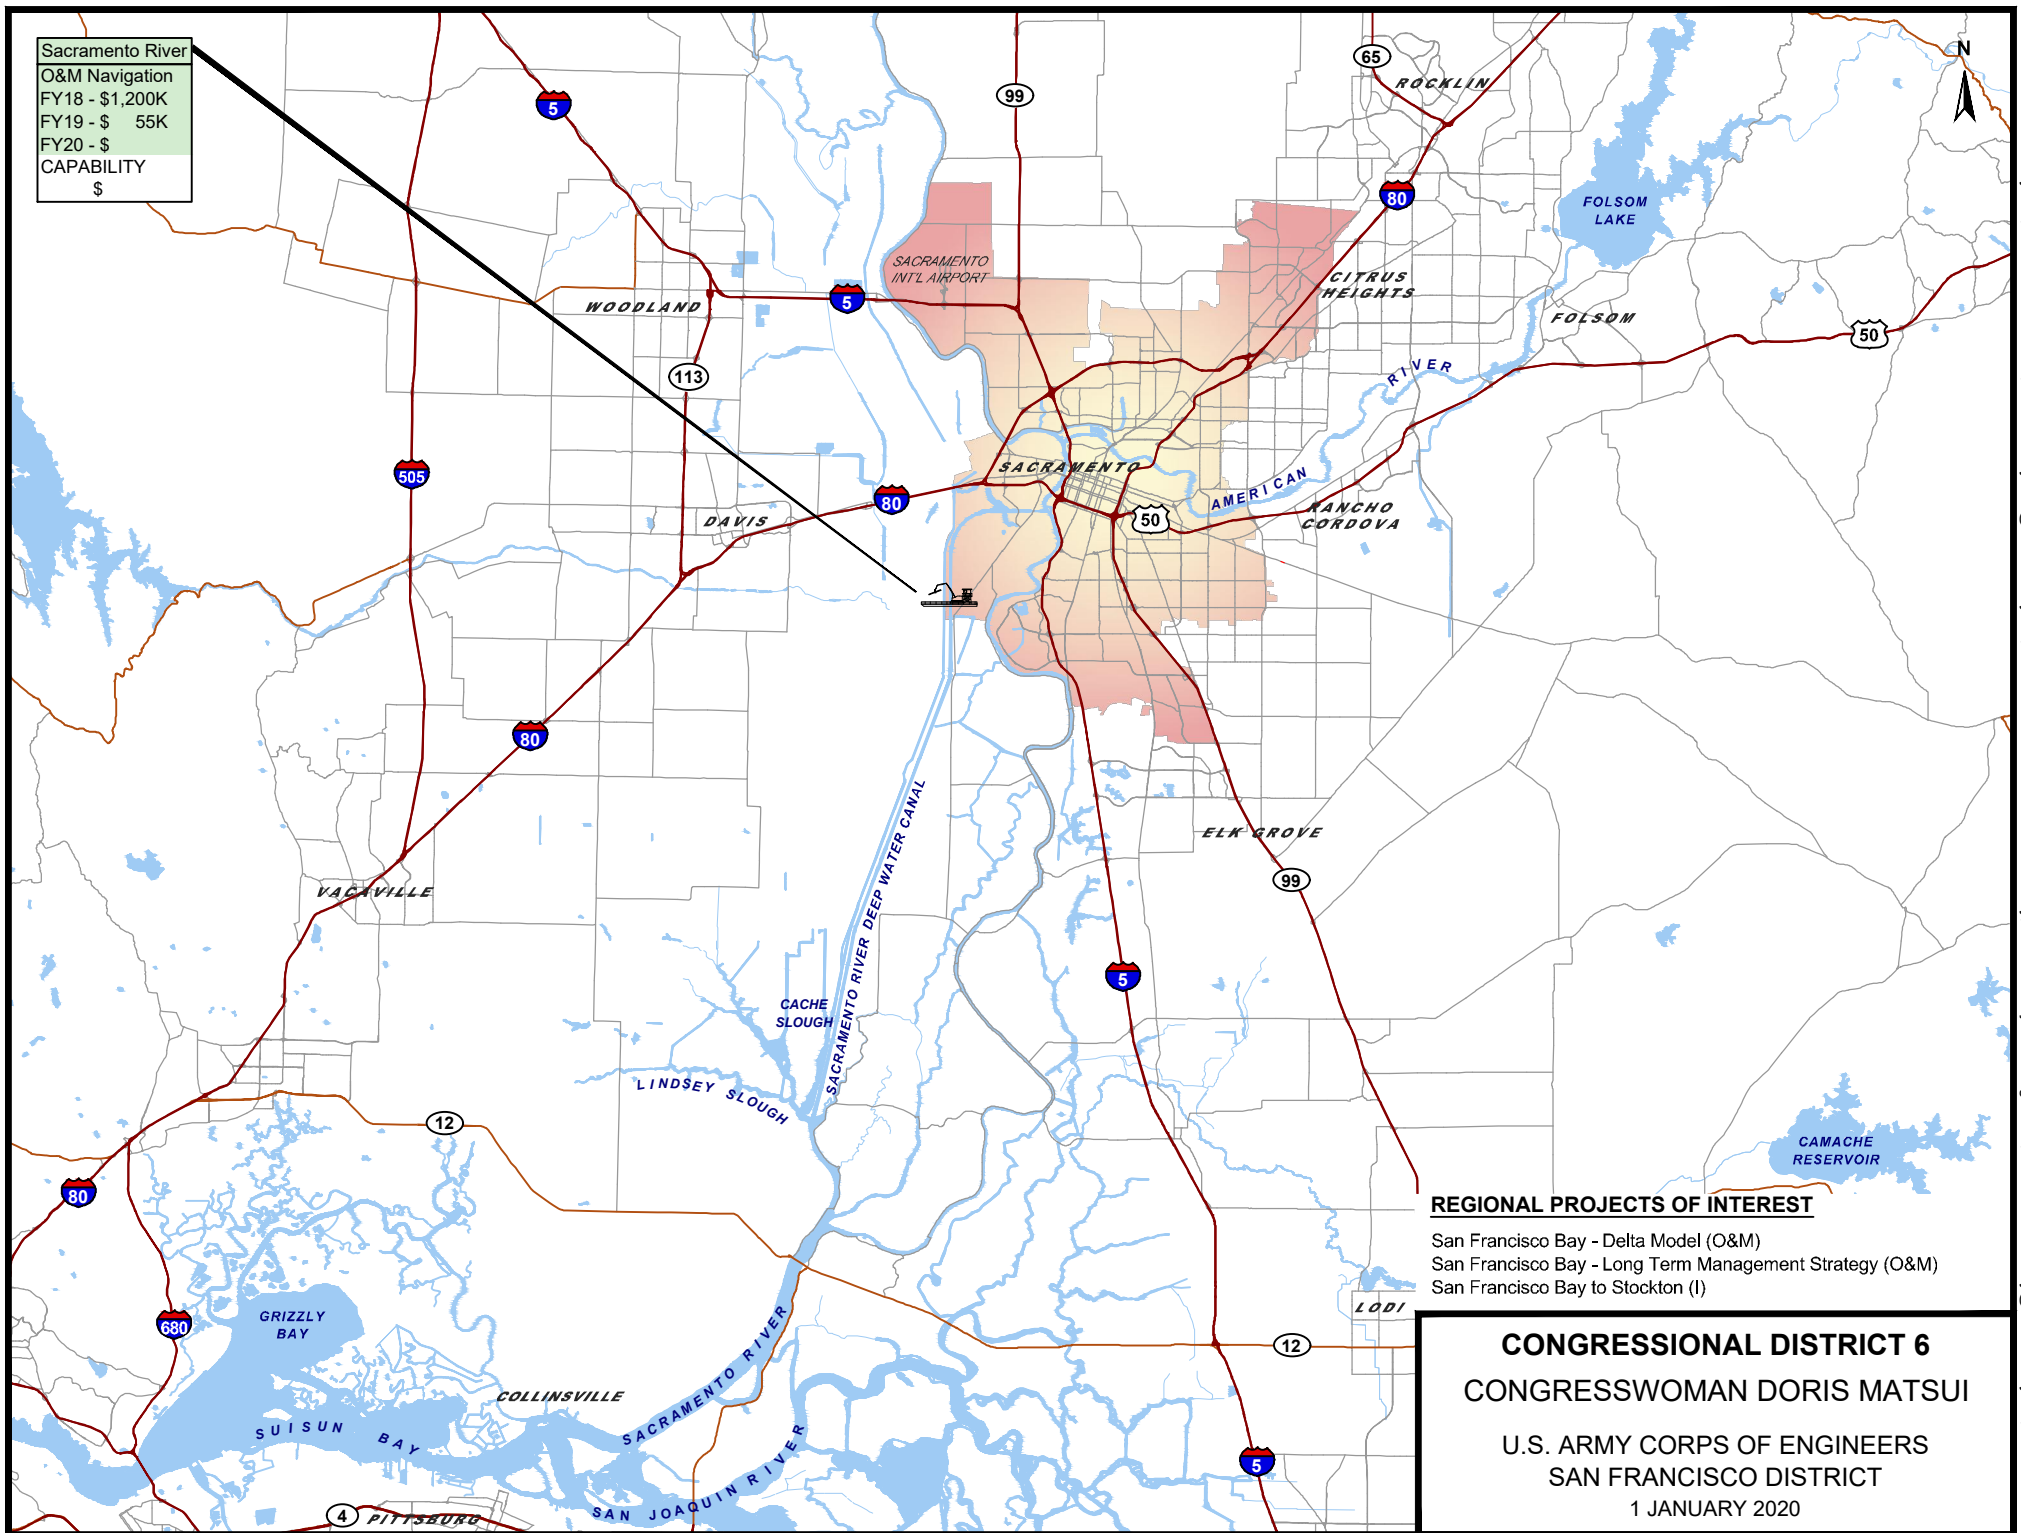 Sacramento River
O&M Navigation
FY18 - $1,200K
FY19 - $ 55K
FY20 - $
CAPABILITY
$
N
65
ROCKLIN
5
99
80
FOLSOM
LAKE
SACRAMENTO
INT'L AIRPORT
CITRUS
HEIGHTS
WOODLAND
5
FOLSOM
50
113
RIVER
SACRAMENTO
505
80
AMERICAN
DAVIS
50
RANCHO
CORDOVA
80
SACRAMENTO RIVER DEEP WATER CANAL
ELK GROVE
99
VACAVILLE
5
CACHE
SLOUGH
LINDSEY SLOUGH
12
CAMACHE
RESERVOIR
80
REGIONAL PROJECTS OF INTEREST
San Francisco Bay - Delta Model (O&M)
San Francisco Bay - Long Term Management Strategy (O&M)
San Francisco Bay to Stockton (I)
LODI
GRIZZLY
BAY
680
12
SACRAMENTO RIVER
COLLINSVILLE
SUISUN BAY
SAN JOAQUIN RIVER
5
4
PITTSBURG
CONGRESSIONAL DISTRICT 6
CONGRESSWOMAN DORIS MATSUI
U.S. ARMY CORPS OF ENGINEERS
SAN FRANCISCO DISTRICT
1 JANUARY 2020